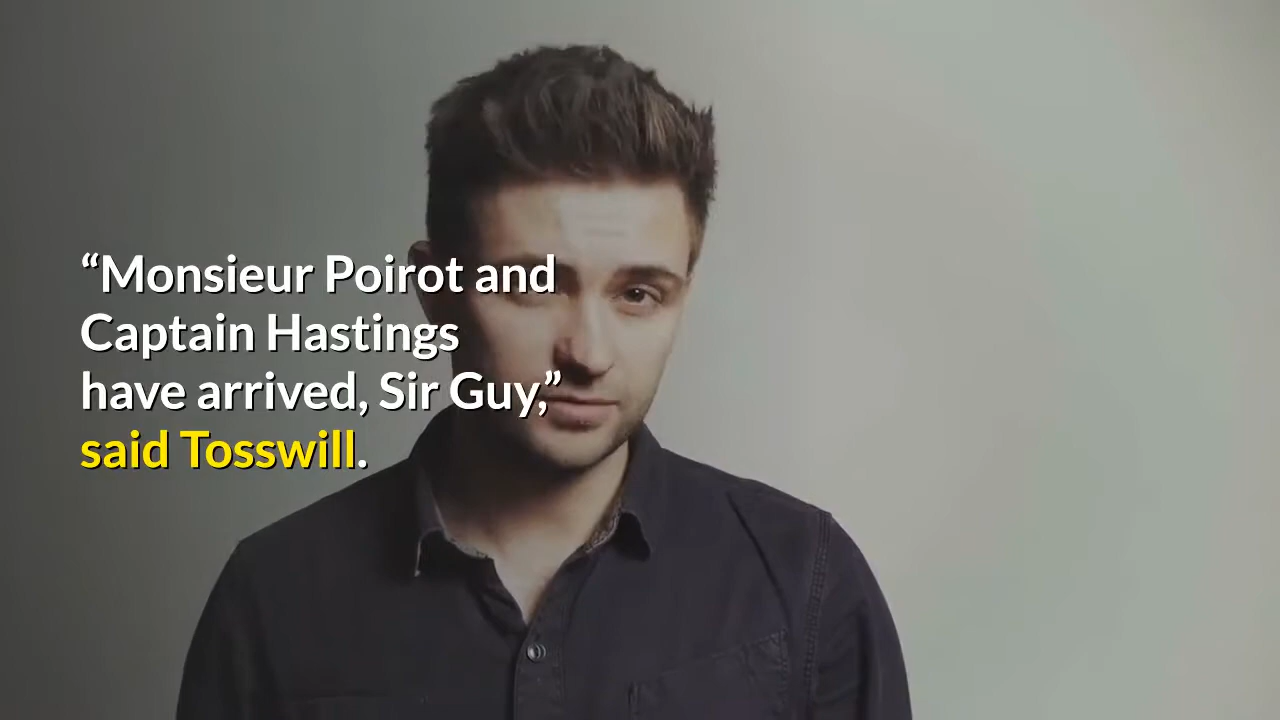 “Monsieur Poirot and
Captain Hastings
have arrived, Sir Guy,”
said Tosswill.